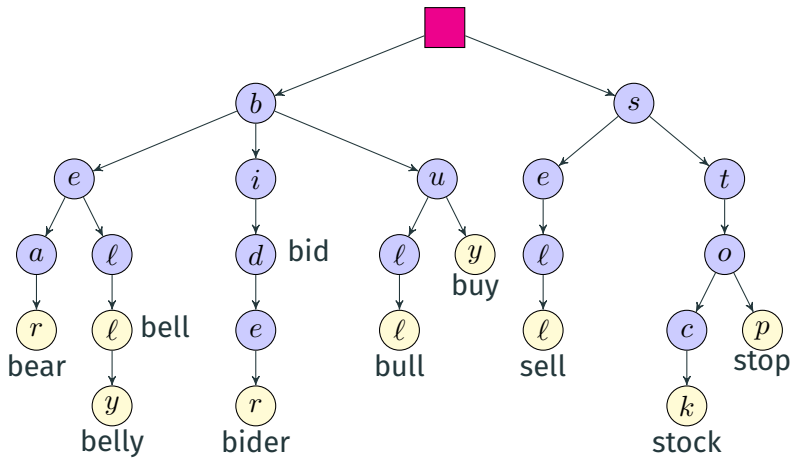 b s
e i u e t
a ℓ d bid ℓ y ℓ o
buy
r ℓ bell e ℓ ℓ c p
bear bull sell stop
y r k
belly bider stock